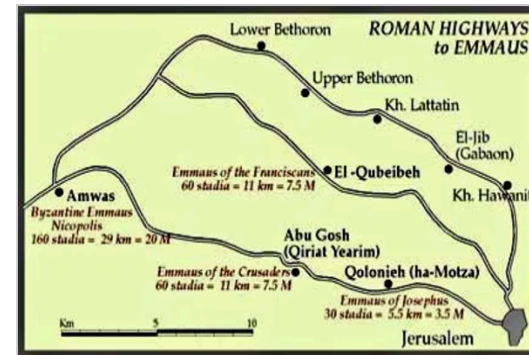 ROMAN HIGHWAYS
to EMMAUS
Lower Bethoron
Upper Bethoron
Kh. Lattatin
El-Jib
(Gabaon)
Kh. Hawanit
Emmaus of the Franciscans
60 stadia = 11 km = 7.5 M
El -Qubeibeh
Amwas
Byzantine Emmaus
Nicopolis
160 stadia = 29 km = 20 M
Abu Gosh
(Qiriat Yearim)
Emmaus of the Crusaders
60 stadia = 11 km = 7.5 M
Qolonieh (ha-Motza)
Emmaus of Josephus
30 stadia = 5.5 km = 3.5 M
Km 5 10
Jerusalem